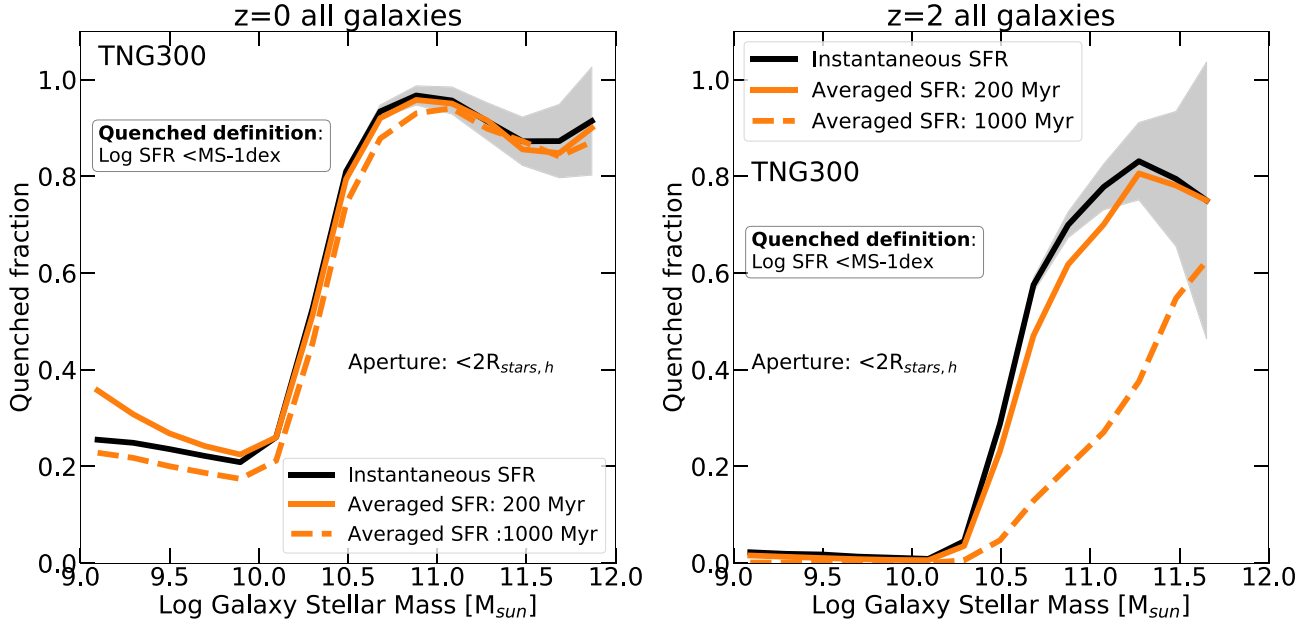 z=0 all galaxies
TNG300
Quenched definition:
Log SFR <MS-1dex
Aperture: <2R_{stars,h}
Instantaneous SFR
Averaged SFR: 200 Myr
Averaged SFR :1000 Myr
Quenched fraction
1.0
0.8
0.6
0.4
0.2
0.0
9.0 9.5 10.0 10.5 11.0 11.5 12.0
Log Galaxy Stellar Mass [M_{sun}]
z=2 all galaxies
Instantaneous SFR
Averaged SFR: 200 Myr
Averaged SFR: 1000 Myr
TNG300
Quenched definition:
Log SFR <MS-1dex
Aperture: <2R_{stars,h}
Quenched fraction
1.0
0.8
0.6
0.4
0.2
0.0
9.0 9.5 10.0 10.5 11.0 11.5 12.0
Log Galaxy Stellar Mass [M_{sun}]